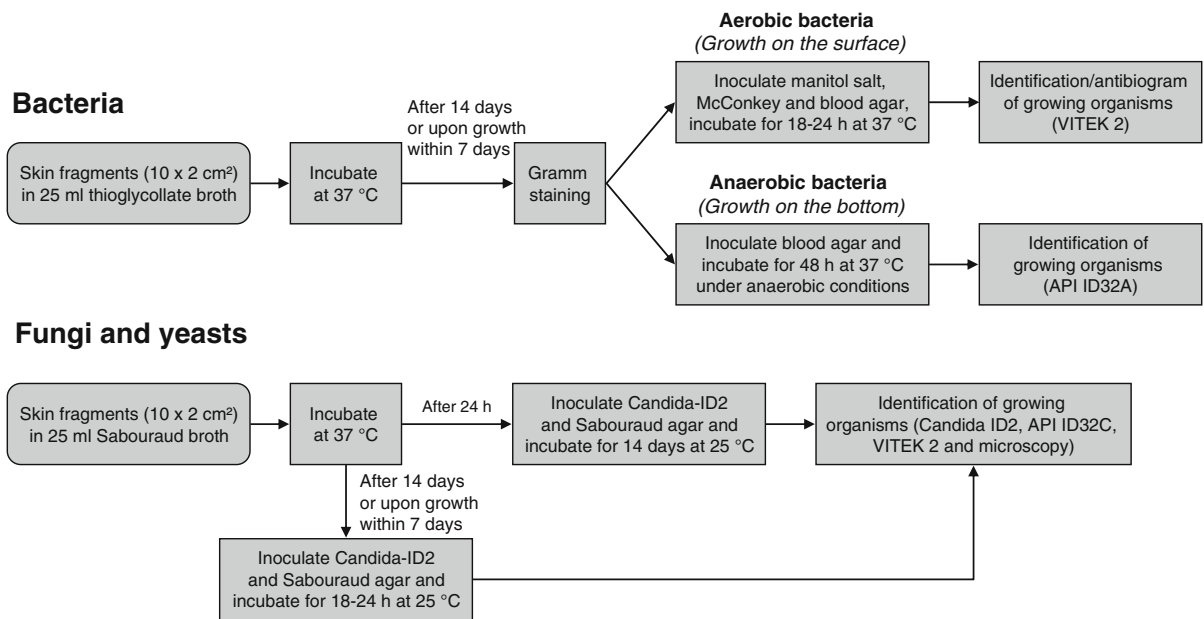 Bacteria
Skin fragments (10 x 2 cm²)
in 25 ml thioglycollate broth
Incubate
at 37 °C
After 14 days
or upon growth
within 7 days
Gramm
staining
Aerobic bacteria
(Growth on the surface)
Inoculate manitol salt,
McConkey and blood agar,
incubate for 18-24 h at 37 °C
Identification/antibiogram
of growing organisms
(VITEK 2)
Anaerobic bacteria
(Growth on the bottom)
Inoculate blood agar and
incubate for 48 h at 37 °C
under anaerobic conditions
Identification of
growing organisms
(API ID32A)
Fungi and yeasts
Skin fragments (10 x 2 cm²)
in 25 ml Sabouraud broth
Incubate
at 37 °C
After 24 h
Inoculate Candida-ID2
and Sabouraud agar and
incubate for 14 days at 25 °C
Identification of growing
organisms (Candida ID2, API ID32C,
VITEK 2 and microscopy)
After 14 days
or upon growth
within 7 days
Inoculate Candida-ID2
and Sabouraud agar and
incubate for 18-24 h at 25 °C